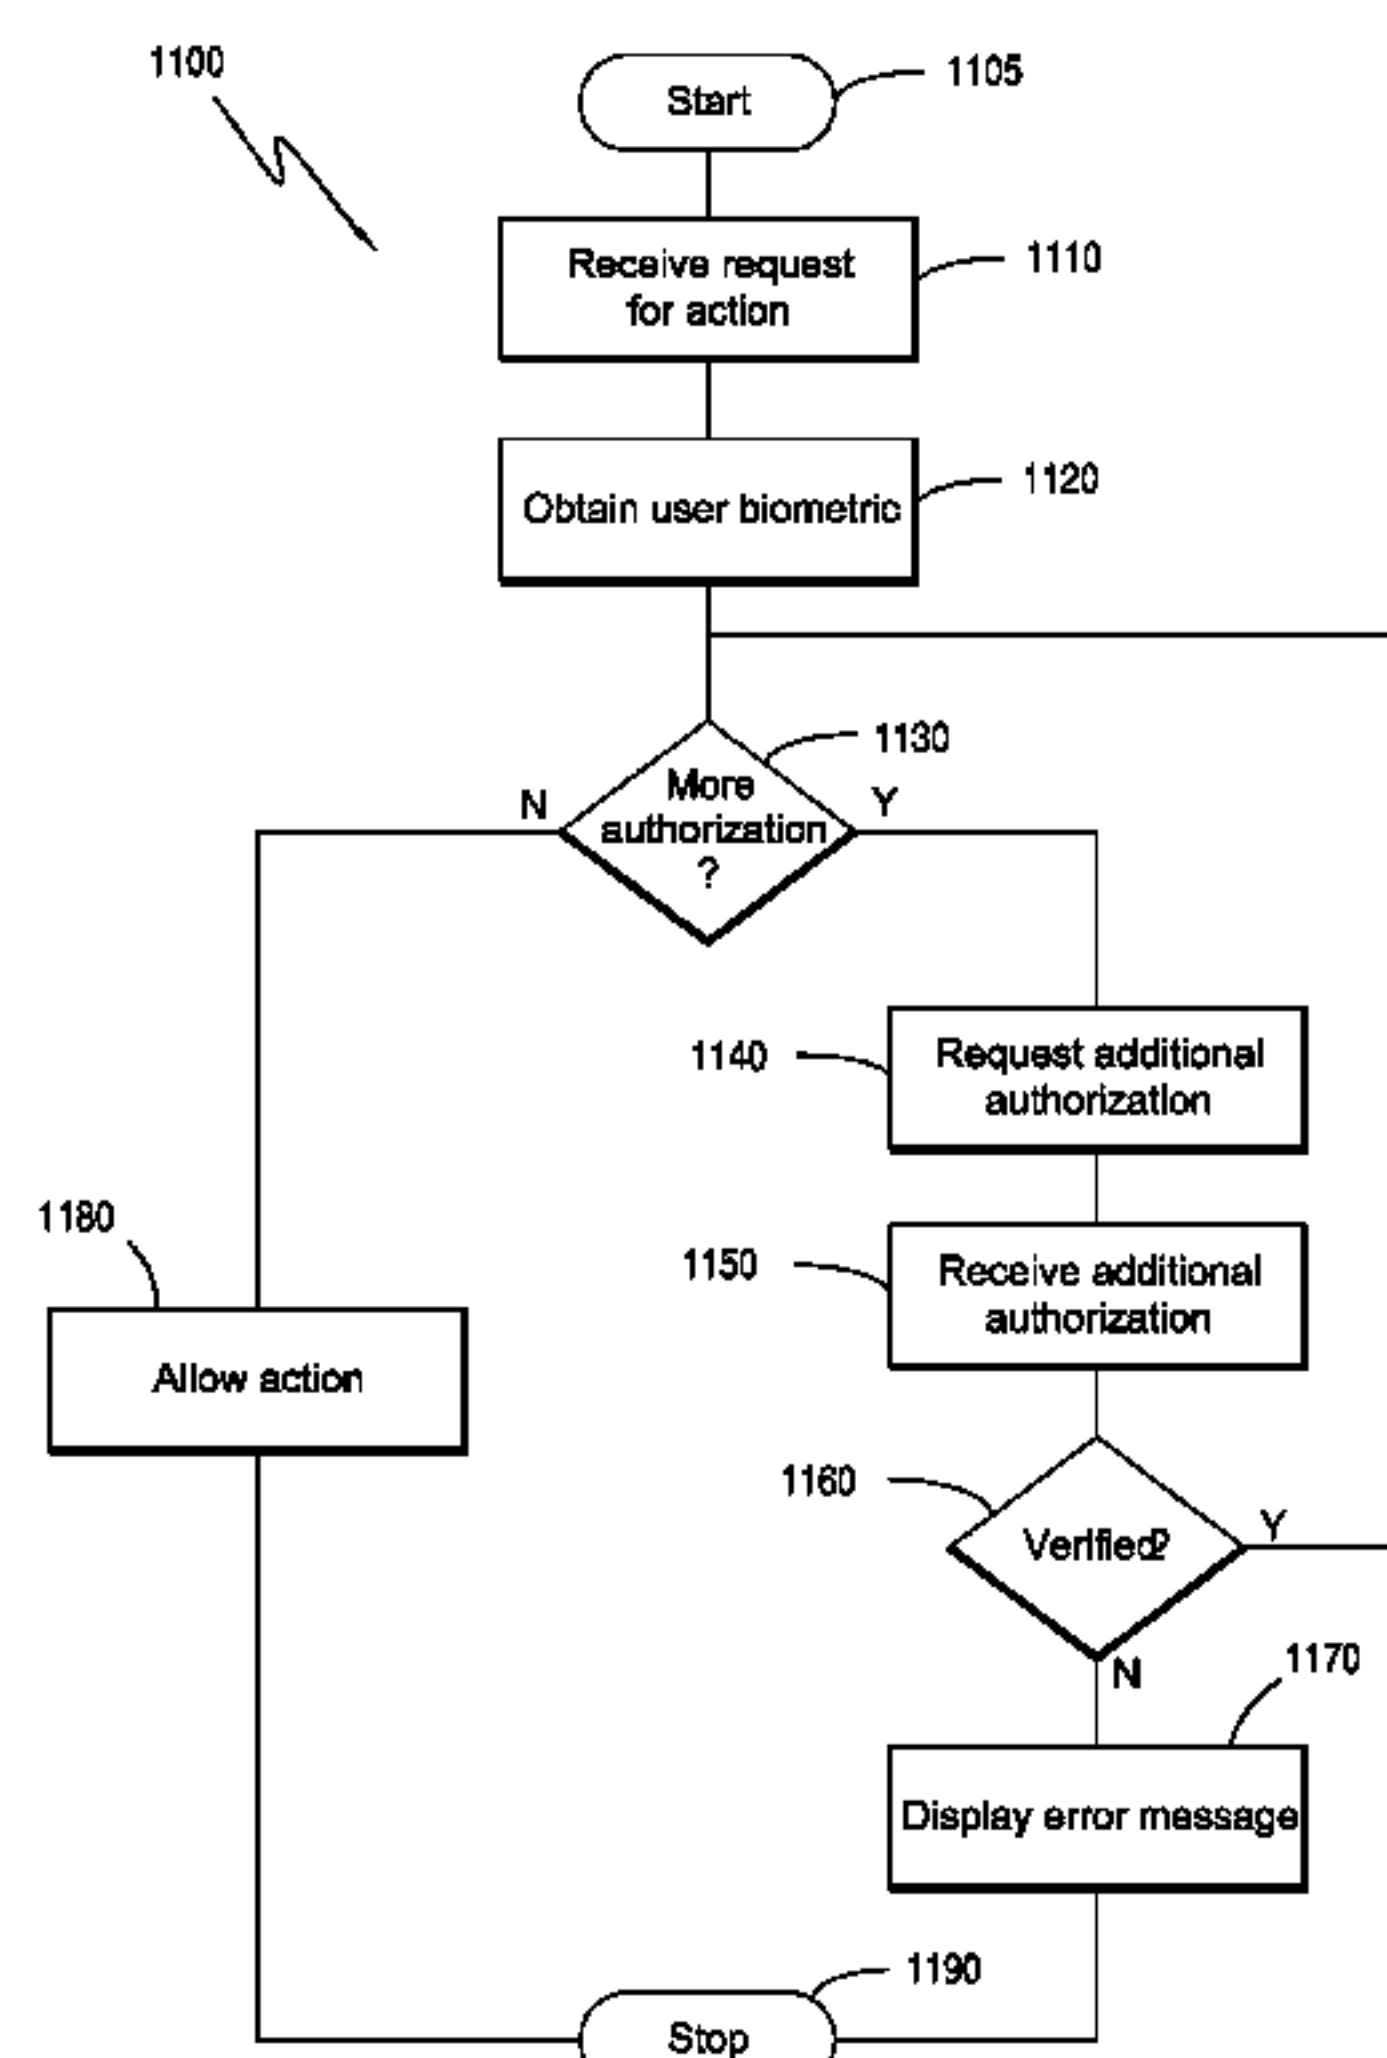 1100
Start
1105
Receive request
for action
1110
Obtain user biometric
1120
More
authorization
?
1130
N
Y
Request additional
authorization
1140
Receive additional
authorization
1150
1180
Allow action
1160
Verified?
Y
N
1170
Display error message
1190
Stop